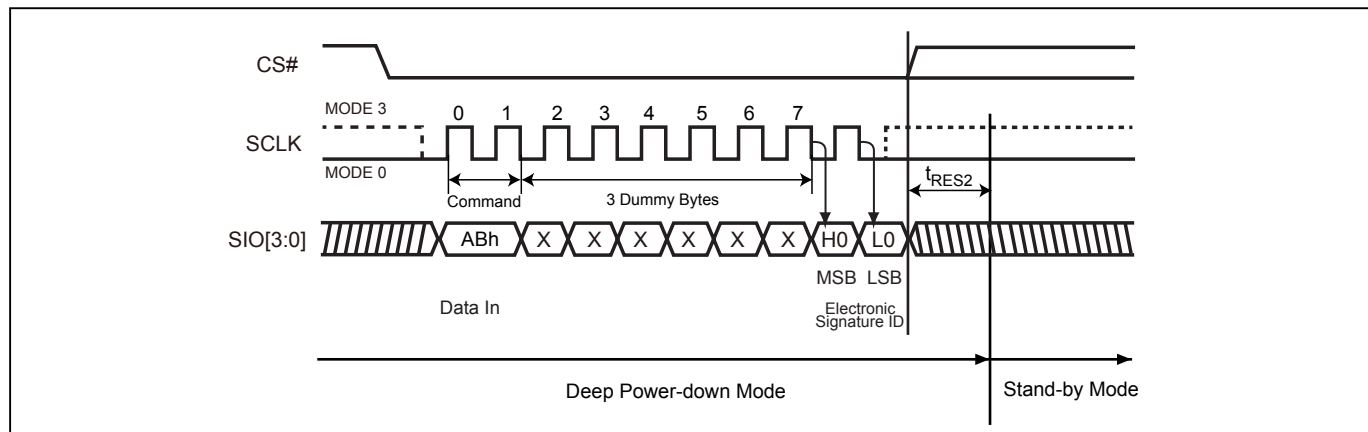 CS#
MODE 3
0 1 2 3 4 5 6 7
SCLK
MODE 0
tRES2
Command
3 Dummy Bytes
SIO[3:0]
ABh X X X X X X H0 L0
MSB LSB
Data In
Electronic
Signature ID
Deep Power-down Mode
Stand-by Mode